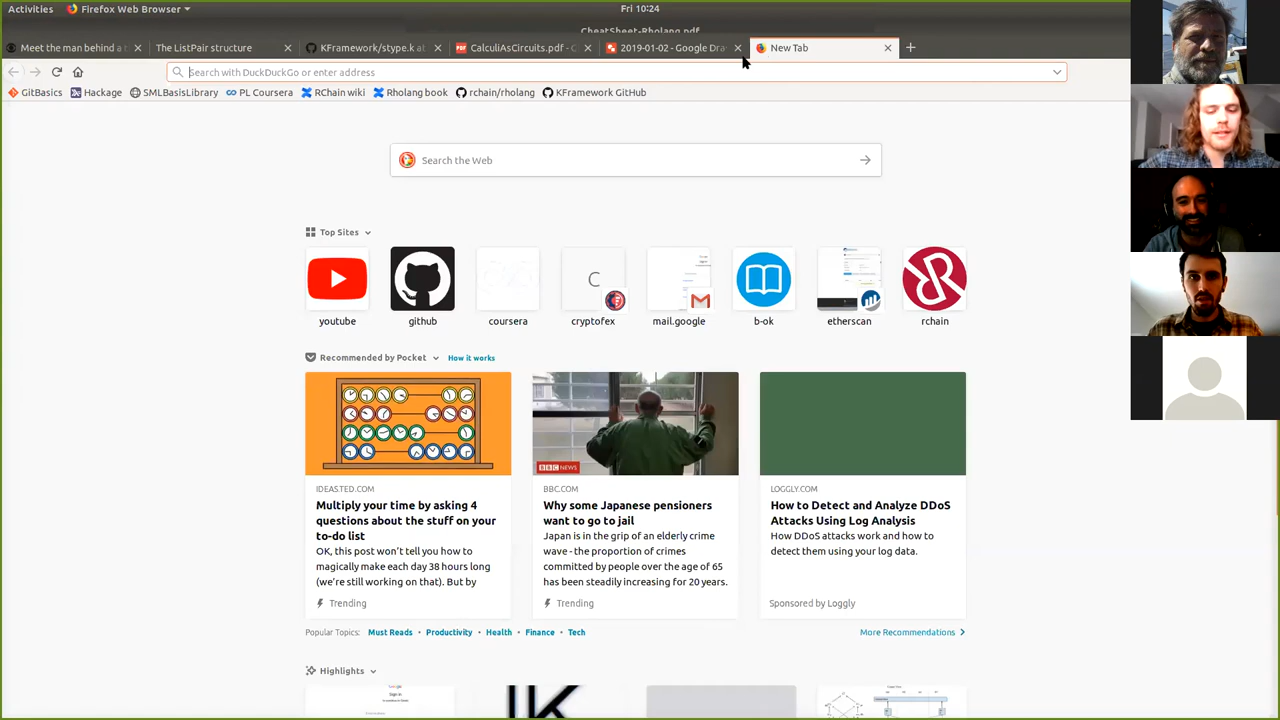 Activities Firefox Web Browser Fri 10:24
CheatSheet-Rholang.pdf
Meet the man behind a t The ListPair structure KFramework/stype.k at CalculiAsCircuits.pdf - G 2019-01-02 - Google Dra New Tab
Search with DuckDuckGo or enter address
GitBasics Hackage SMLBasisLibrary PL Coursera RChain wiki Rholang book rchain/rholang KFramework GitHub
Search the Web
Top Sites
C
youtube github coursera cryptofex mail.google b-ok etherscan rchain
Recommended by Pocket How it works
BBC NEWS
IDEAS.TED.COM
Multiply your time by asking 4
questions about the stuff on your
to-do list
OK, this post won't tell you how to
magically make each day 38 hours long
(we're still working on that). But by
Trending
BBC.COM
Why some Japanese pensioners
want to go to jail
Japan is in the grip of an elderly crime
wave - the proportion of crimes
committed by people over the age of 65
has been steadily increasing for 20 years.
Trending
LOGGLY.COM
How to Detect and Analyze DDoS
Attacks Using Log Analysis
How DDoS attacks work and how to
detect them using your log data.
Sponsored by Loggly
Popular Topics: Must Reads • Productivity • Health • Finance • Tech More Recommendations
Highlights
Sign in